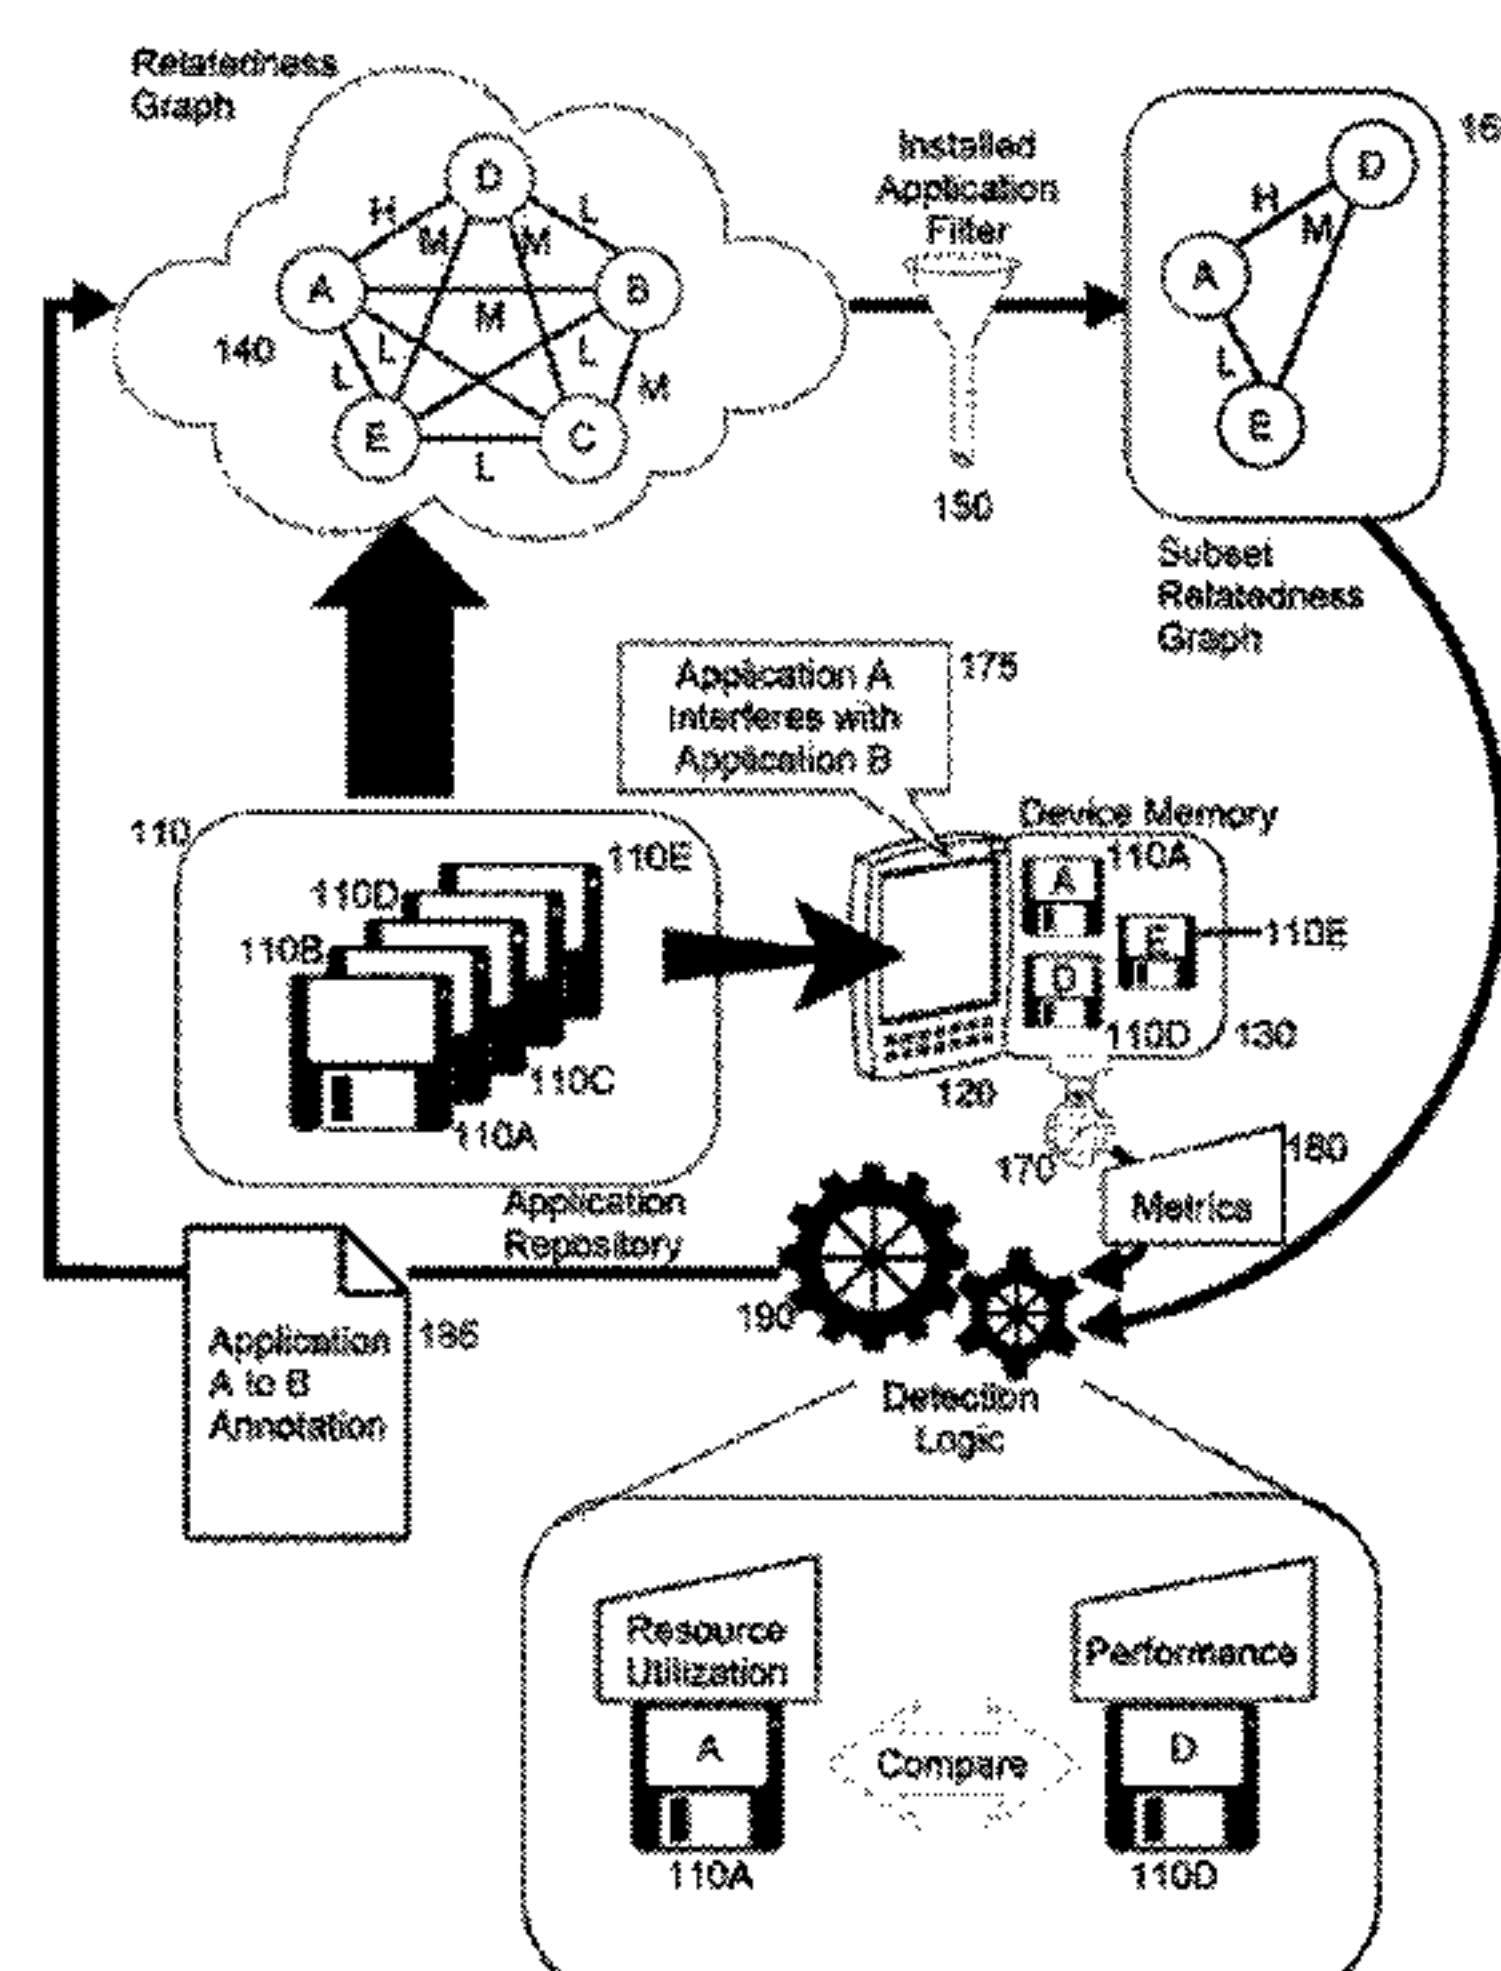 Relatedness
Graph
D
H
L
M
M
A
B
M
140
L
L
L
M
E
C
L
Installed
Application
Filter
150
D
H
M
A
L
E
Subset
Relatedness
Graph
Application A
Interferes with
Application B
175
110
110E
110D
110B
110C
110A
Application
Repository
Device Memory
A
110A
E
110E
D
110D
130
120
170
180
Metrics
190
Detection
Logic
Application
A to B
Annotation
195
Resource
Utilization
Performance
A
Compare
D
110A
110D